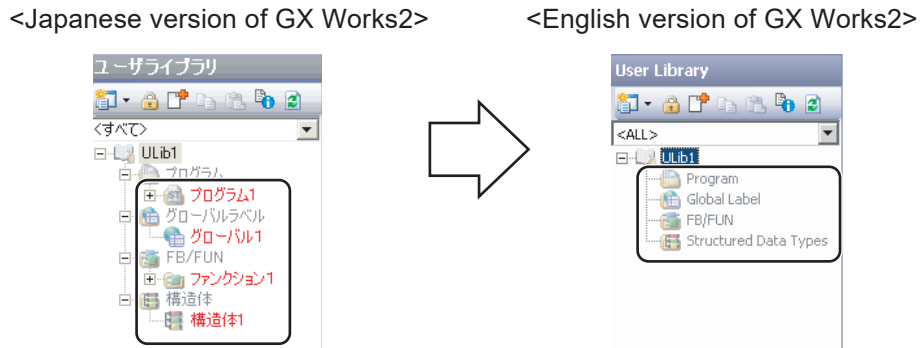 <Japanese version of GX Works2>
<English version of GX Works2>
ユーザライブラリ
<すべて>
ULib1
プログラム
プログラム1
グローバルラベル
グローバル1
FB/FUN
ファンクション1
構造体
構造体1
User Library
<ALL>
ULib1
Program
Global Label
FB/FUN
Structured Data Types